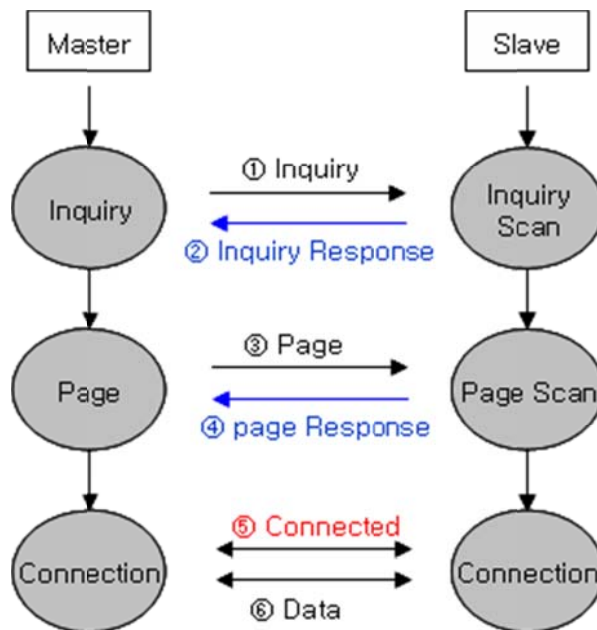 Master
Slave
① Inquiry
Inquiry
Inquiry
Scan
② Inquiry Response
③ Page
Page
Page Scan
④ page Response
⑤ Connected
Connection
Connection
⑥ Data